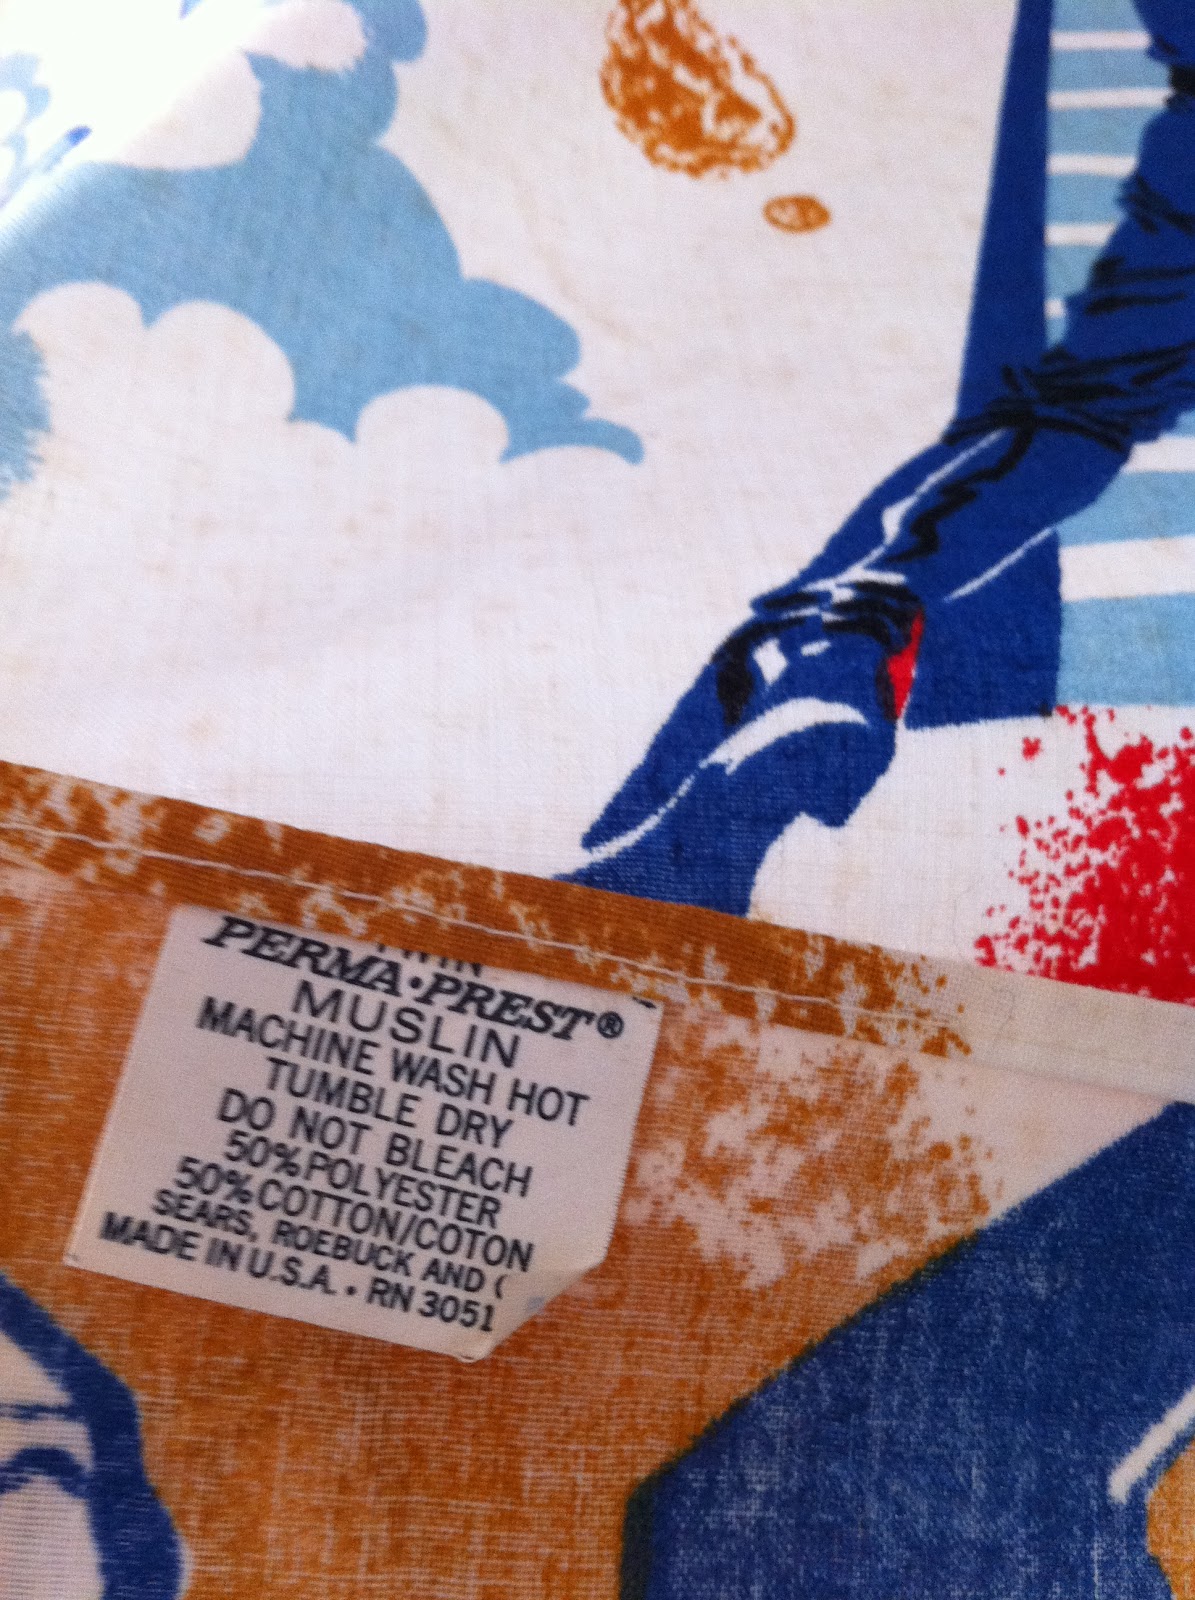 TWIN
PERMA·PREST®
MUSLIN
MACHINE WASH HOT
TUMBLE DRY
DO NOT BLEACH
50% POLYESTER
50% COTTON/COTON
SEARS, ROEBUCK AND
MADE IN U.S.A. · RN 3051